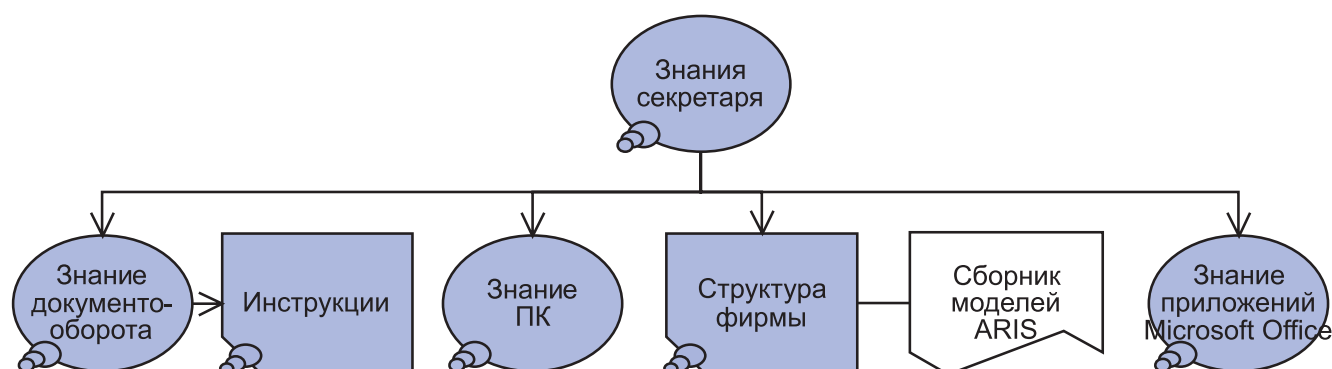 Знания
секретаря
Знание
документо-
оборота
Инструкции
Знание
ПК
Структура
фирмы
Сборник
моделей
ARIS
Знание
приложений
Microsoft Office